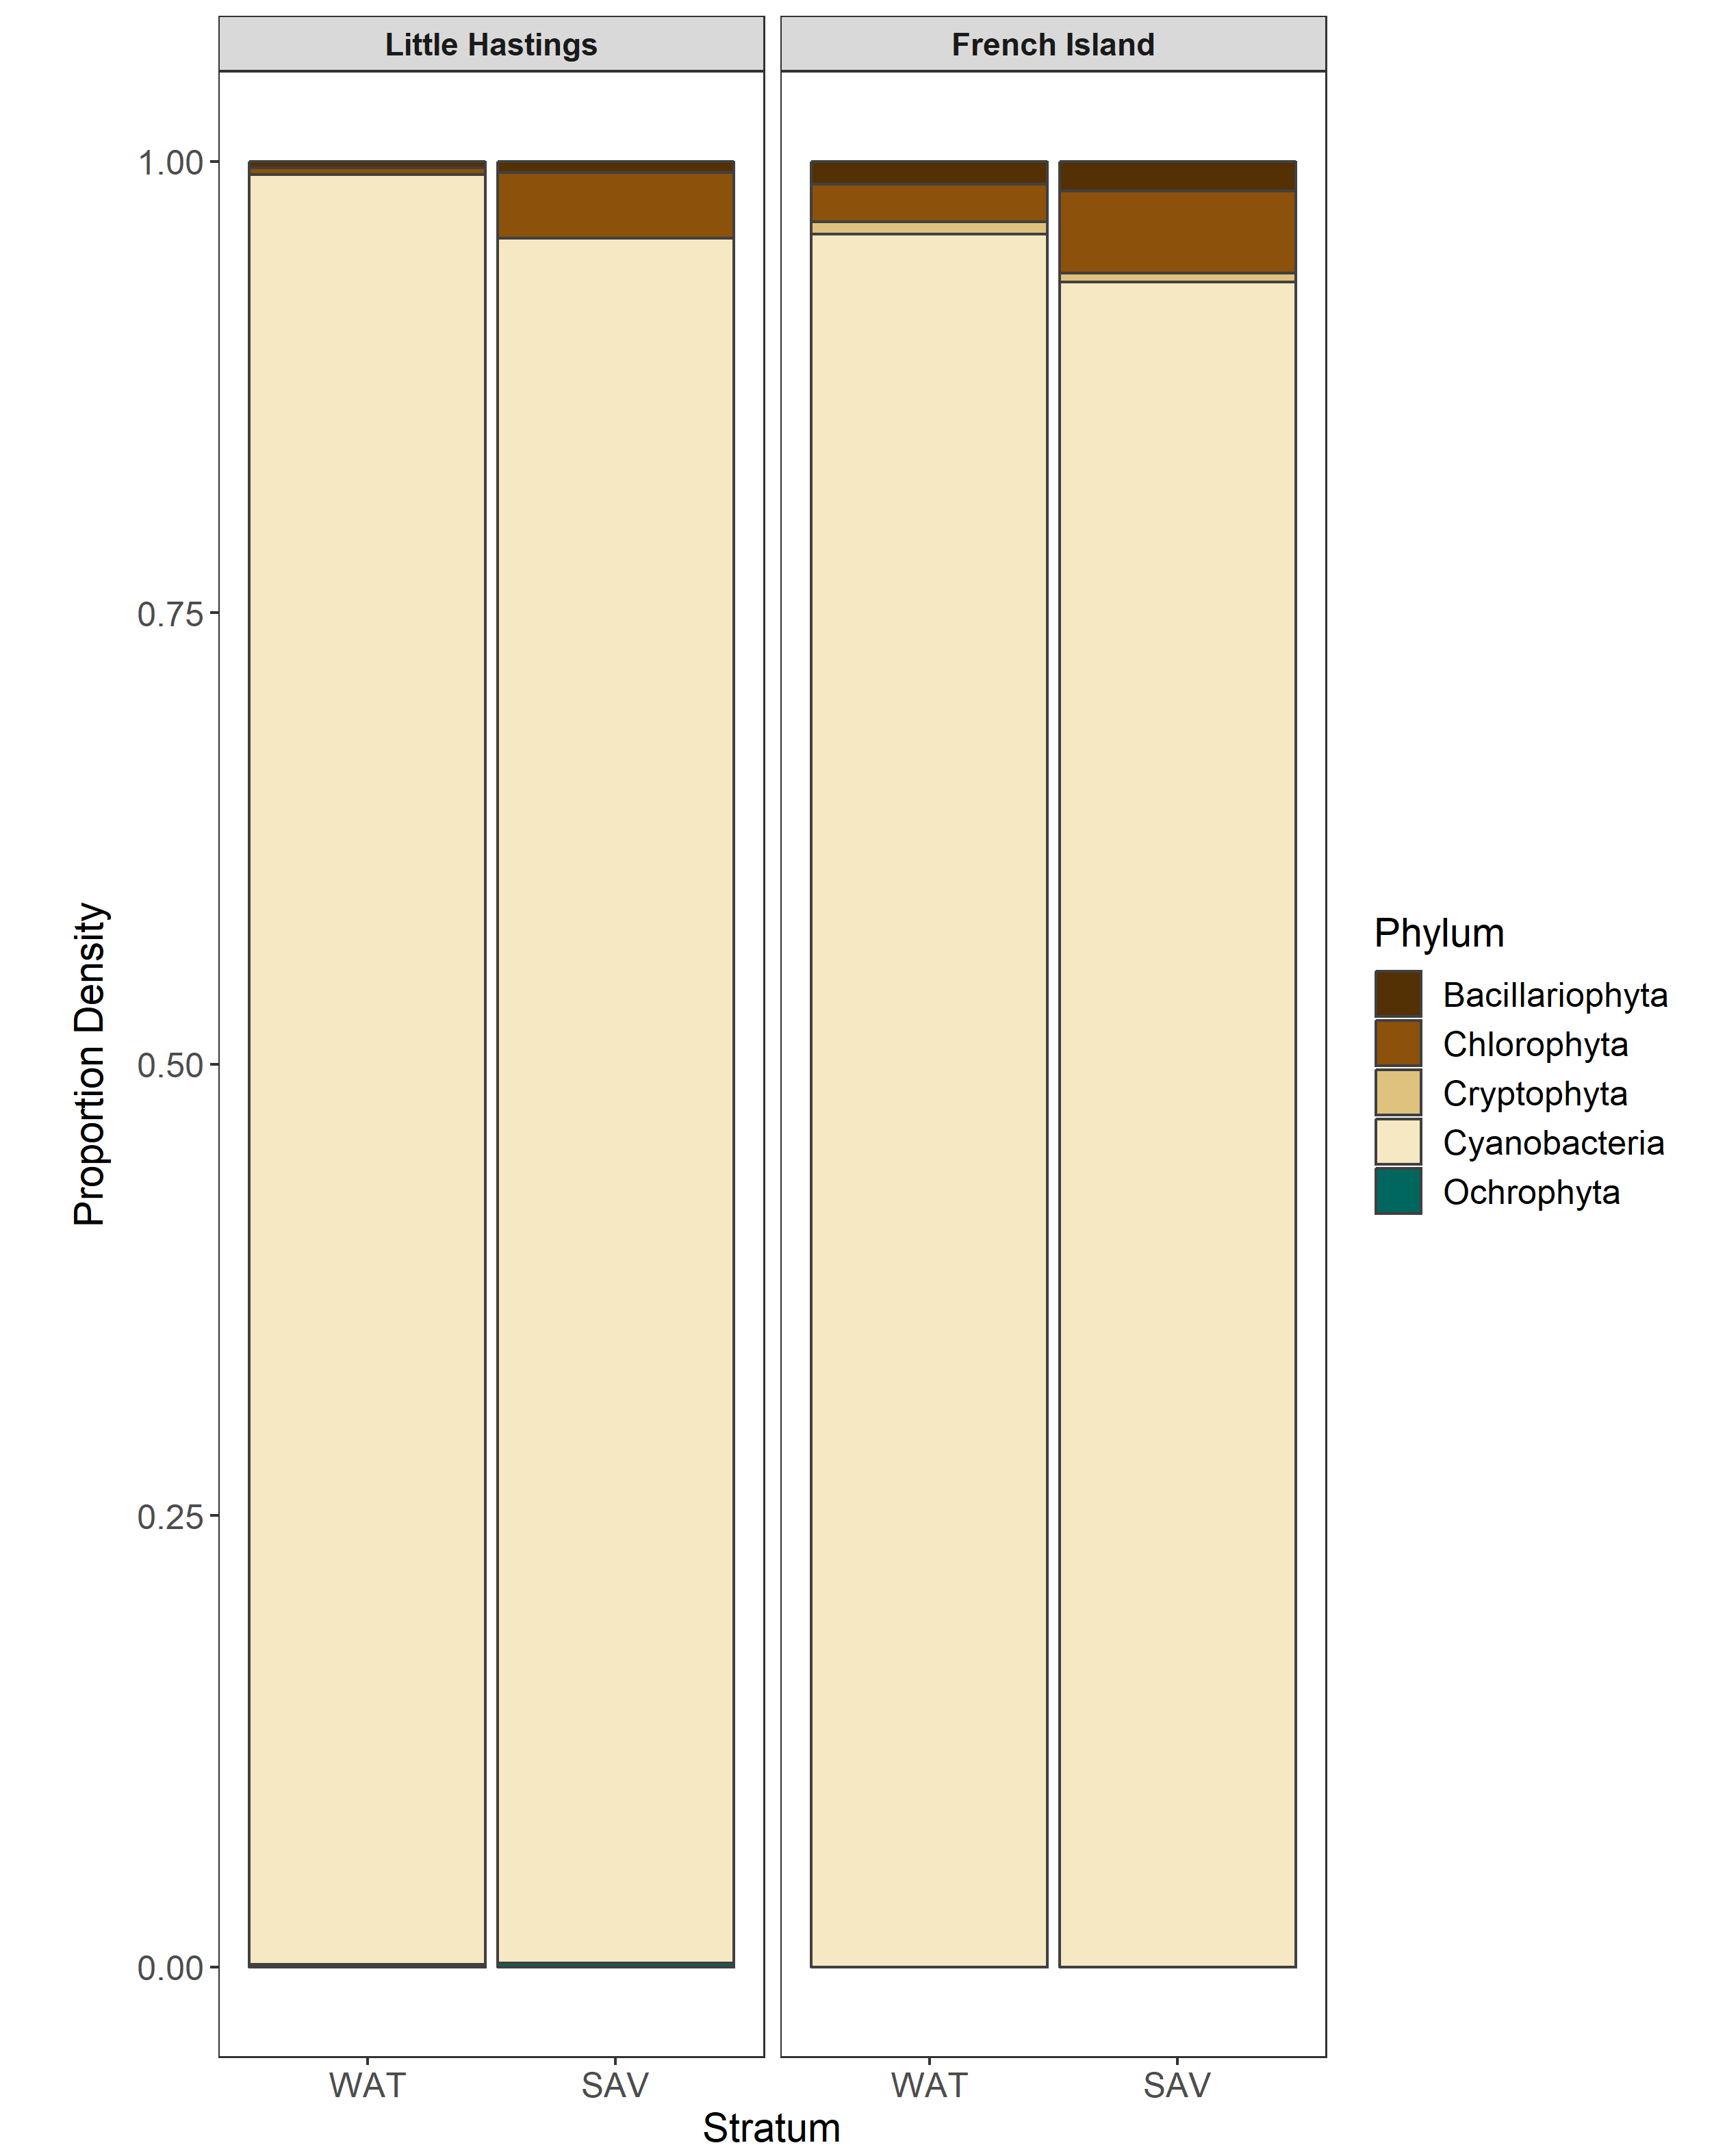 Little Hastings
French Island
1.00
0.75
0.50
0.25
0.00
Proportion Density
WAT
SAV
WAT
SAV
Stratum
Phylum
Bacillariophyta
Chlorophyta
Cryptophyta
Cyanobacteria
Ochrophyta